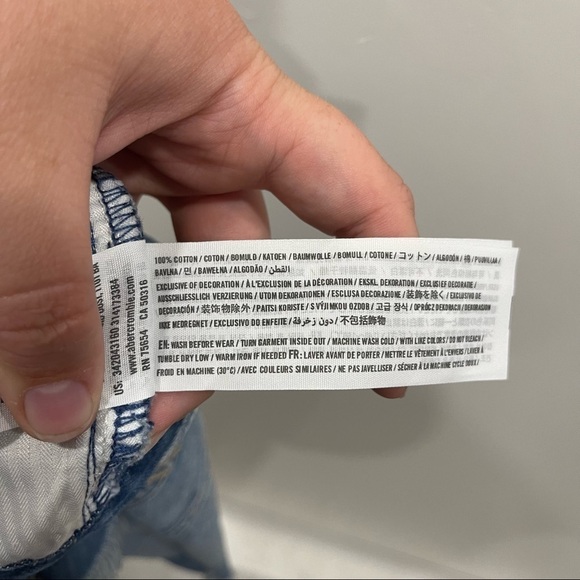 100% COTTON / COTON / BOMULD / KATOEN / BAUMWOLLE / BOMULL / COTONE / コットン / ALGODÓN / 棉 / PUUVILLAA /
BAVLNA / 면 / BAWEŁNA / ALGODÃO / القطن
EXCLUSIVE OF DECORATION / À L'EXCLUSION DE LA DÉCORATION / EKSKL. DEKORATION / EXCLUSIEF DECORATIE /
AUSSCHLIESSLICH VERZIERUNG / UTOM DEKORATIONEN / ESCLUSA DECORAZIONE / 装飾を除く / EXCLUSIVO DE
DECORACIÓN / 装饰物除外 / PAITSI KORISTE / S VÝJIMKOU OZDOB / 고급 장식 / OPRÓCZ DEKORACJI / DEKORASJON
IKKE MEDREGNET / EXCLUSIVO DO ENFEITE / دون زخرفة / 不包括飾物
EN: WASH BEFORE WEAR / TURN GARMENT INSIDE OUT / MACHINE WASH COLD / WITH LIKE COLORS / DO NOT BLEACH /
TUMBLE DRY LOW / WARM IRON IF NEEDED FR: LAVER AVANT DE PORTER / METTRE LE VÊTEMENT À L'ENVERS / LAVER À
FROID EN MACHINE (30°C) / AVEC COULEURS SIMILAIRES / NE PAS JAVELLISER / SÉCHER À LA MACHINE CYCLE DOUX /
US: 342043160 314173384
www.abercrombie.com
RN 75654 CA 50316